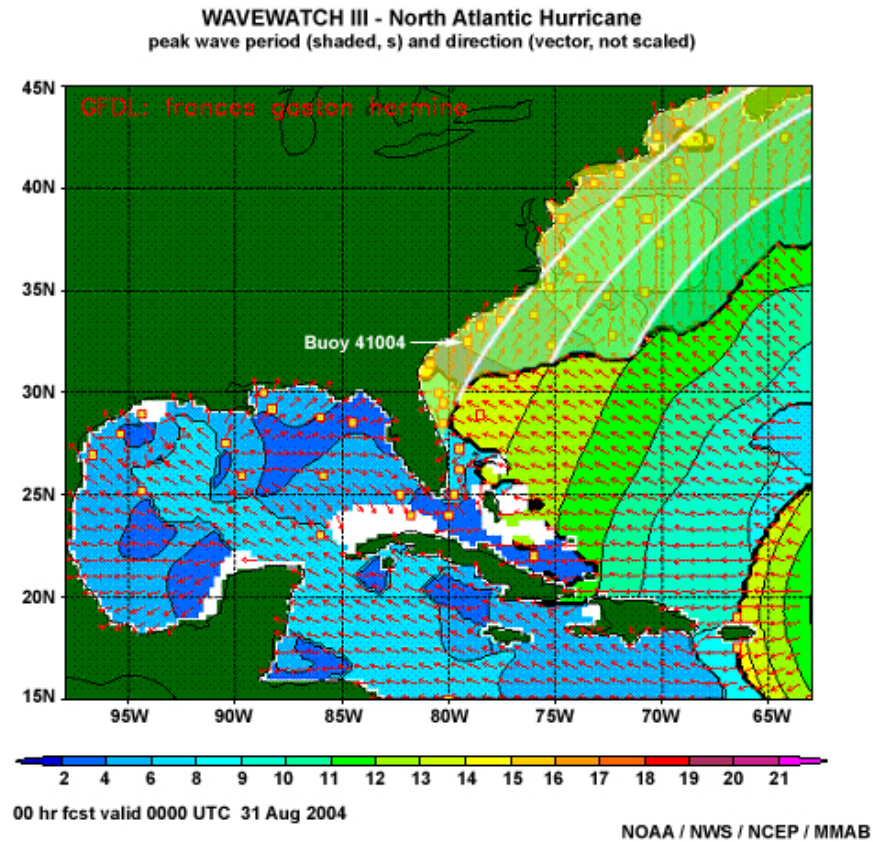 WAVEWATCH III - North Atlantic Hurricane
peak wave period (shaded, s) and direction (vector, not scaled)
45N
GFDL: frances gaston hermine
40N
35N
Buoy 41004
30N
25N
20N
15N
95W 90W 85W 80W 75W 70W 65W
2 4 6 8 9 10 11 12 13 14 15 16 17 18 19 20 21
00 hr fcst valid 0000 UTC 31 Aug 2004
NOAA / NWS / NCEP / MMAB